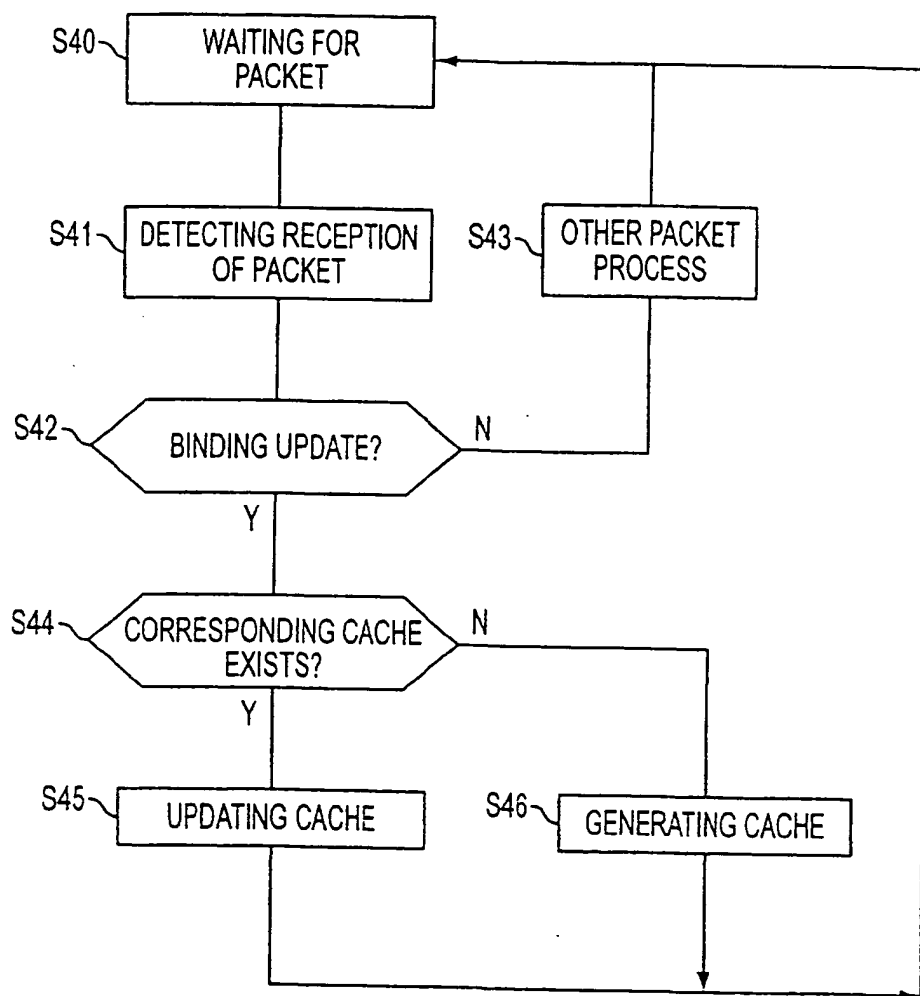 S40
WAITING FOR
PACKET
S41
DETECTING RECEPTION
OF PACKET
S43
OTHER PACKET
PROCESS
S42
BINDING UPDATE?
N
Y
S44
CORRESPONDING CACHE
EXISTS?
N
Y
S45
UPDATING CACHE
S46
GENERATING CACHE